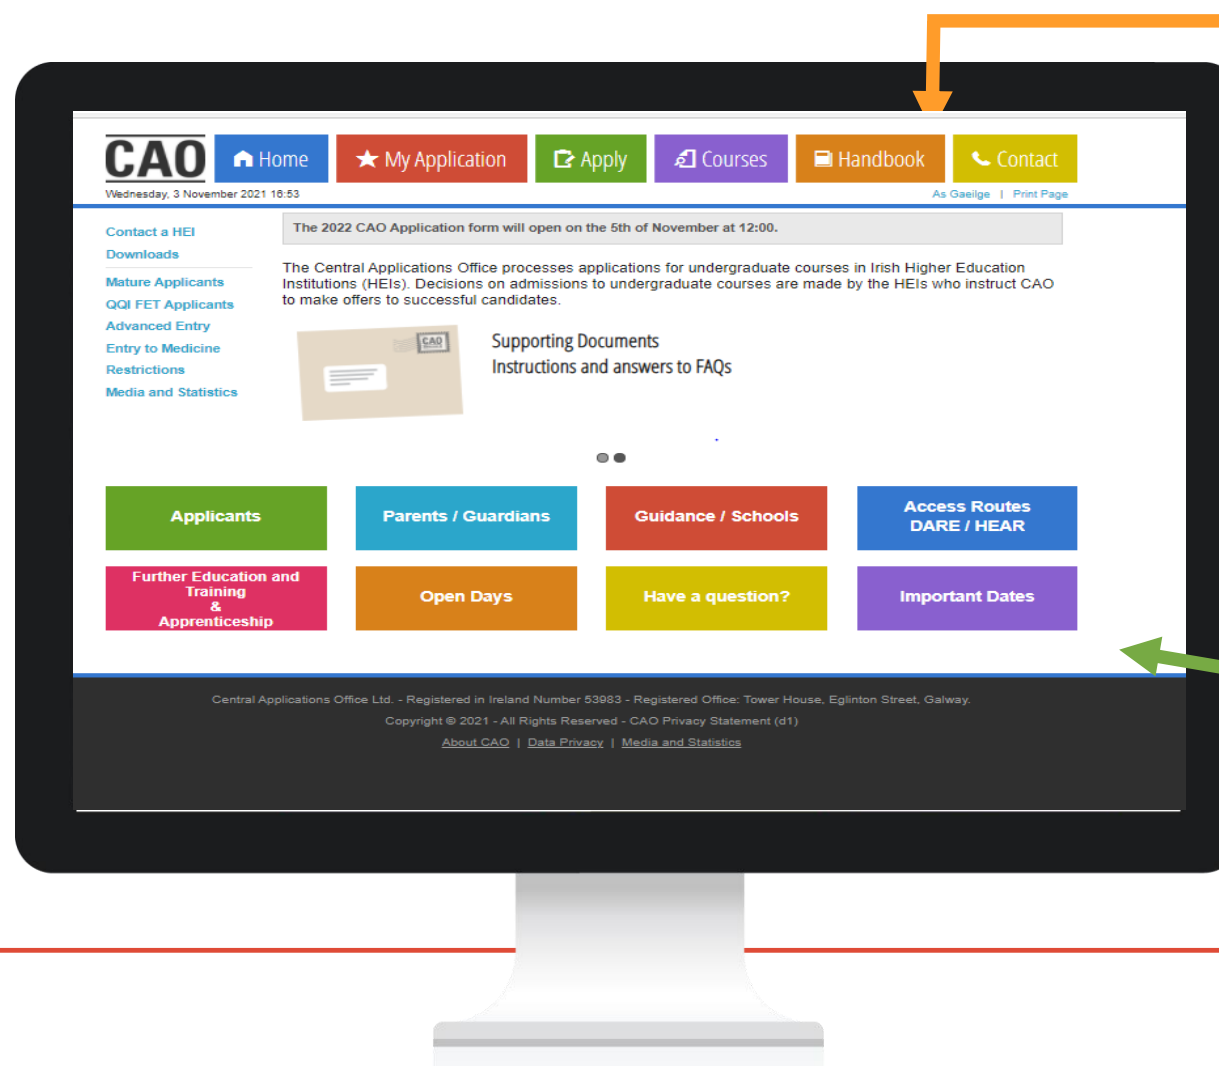 CAO
Home
My Application
Apply
Courses
Handbook
Contact
Wednesday, 3 November 2021 16:53
As Gaeilge | Print Page
Contact a HEI
Downloads
Mature Applicants
QQI FET Applicants
Advanced Entry
Entry to Medicine
Restrictions
Media and Statistics
The 2022 CAO Application form will open on the 5th of November at 12:00.
The Central Applications Office processes applications for undergraduate courses in Irish Higher Education
Institutions (HEIs). Decisions on admissions to undergraduate courses are made by the HEIs who instruct CAO
to make offers to successful candidates.
CAO
Supporting Documents
Instructions and answers to FAQs
Applicants
Parents / Guardians
Guidance / Schools
Access Routes
DARE / HEAR
Further Education and
Training
&
Apprenticeship
Open Days
Have a question?
Important Dates
Central Applications Office Ltd. - Registered in Ireland Number 53983 - Registered Office: Tower House, Eglinton Street, Galway.
Copyright © 2021 - All Rights Reserved - CAO Privacy Statement (d1)
About CAO | Data Privacy | Media and Statistics